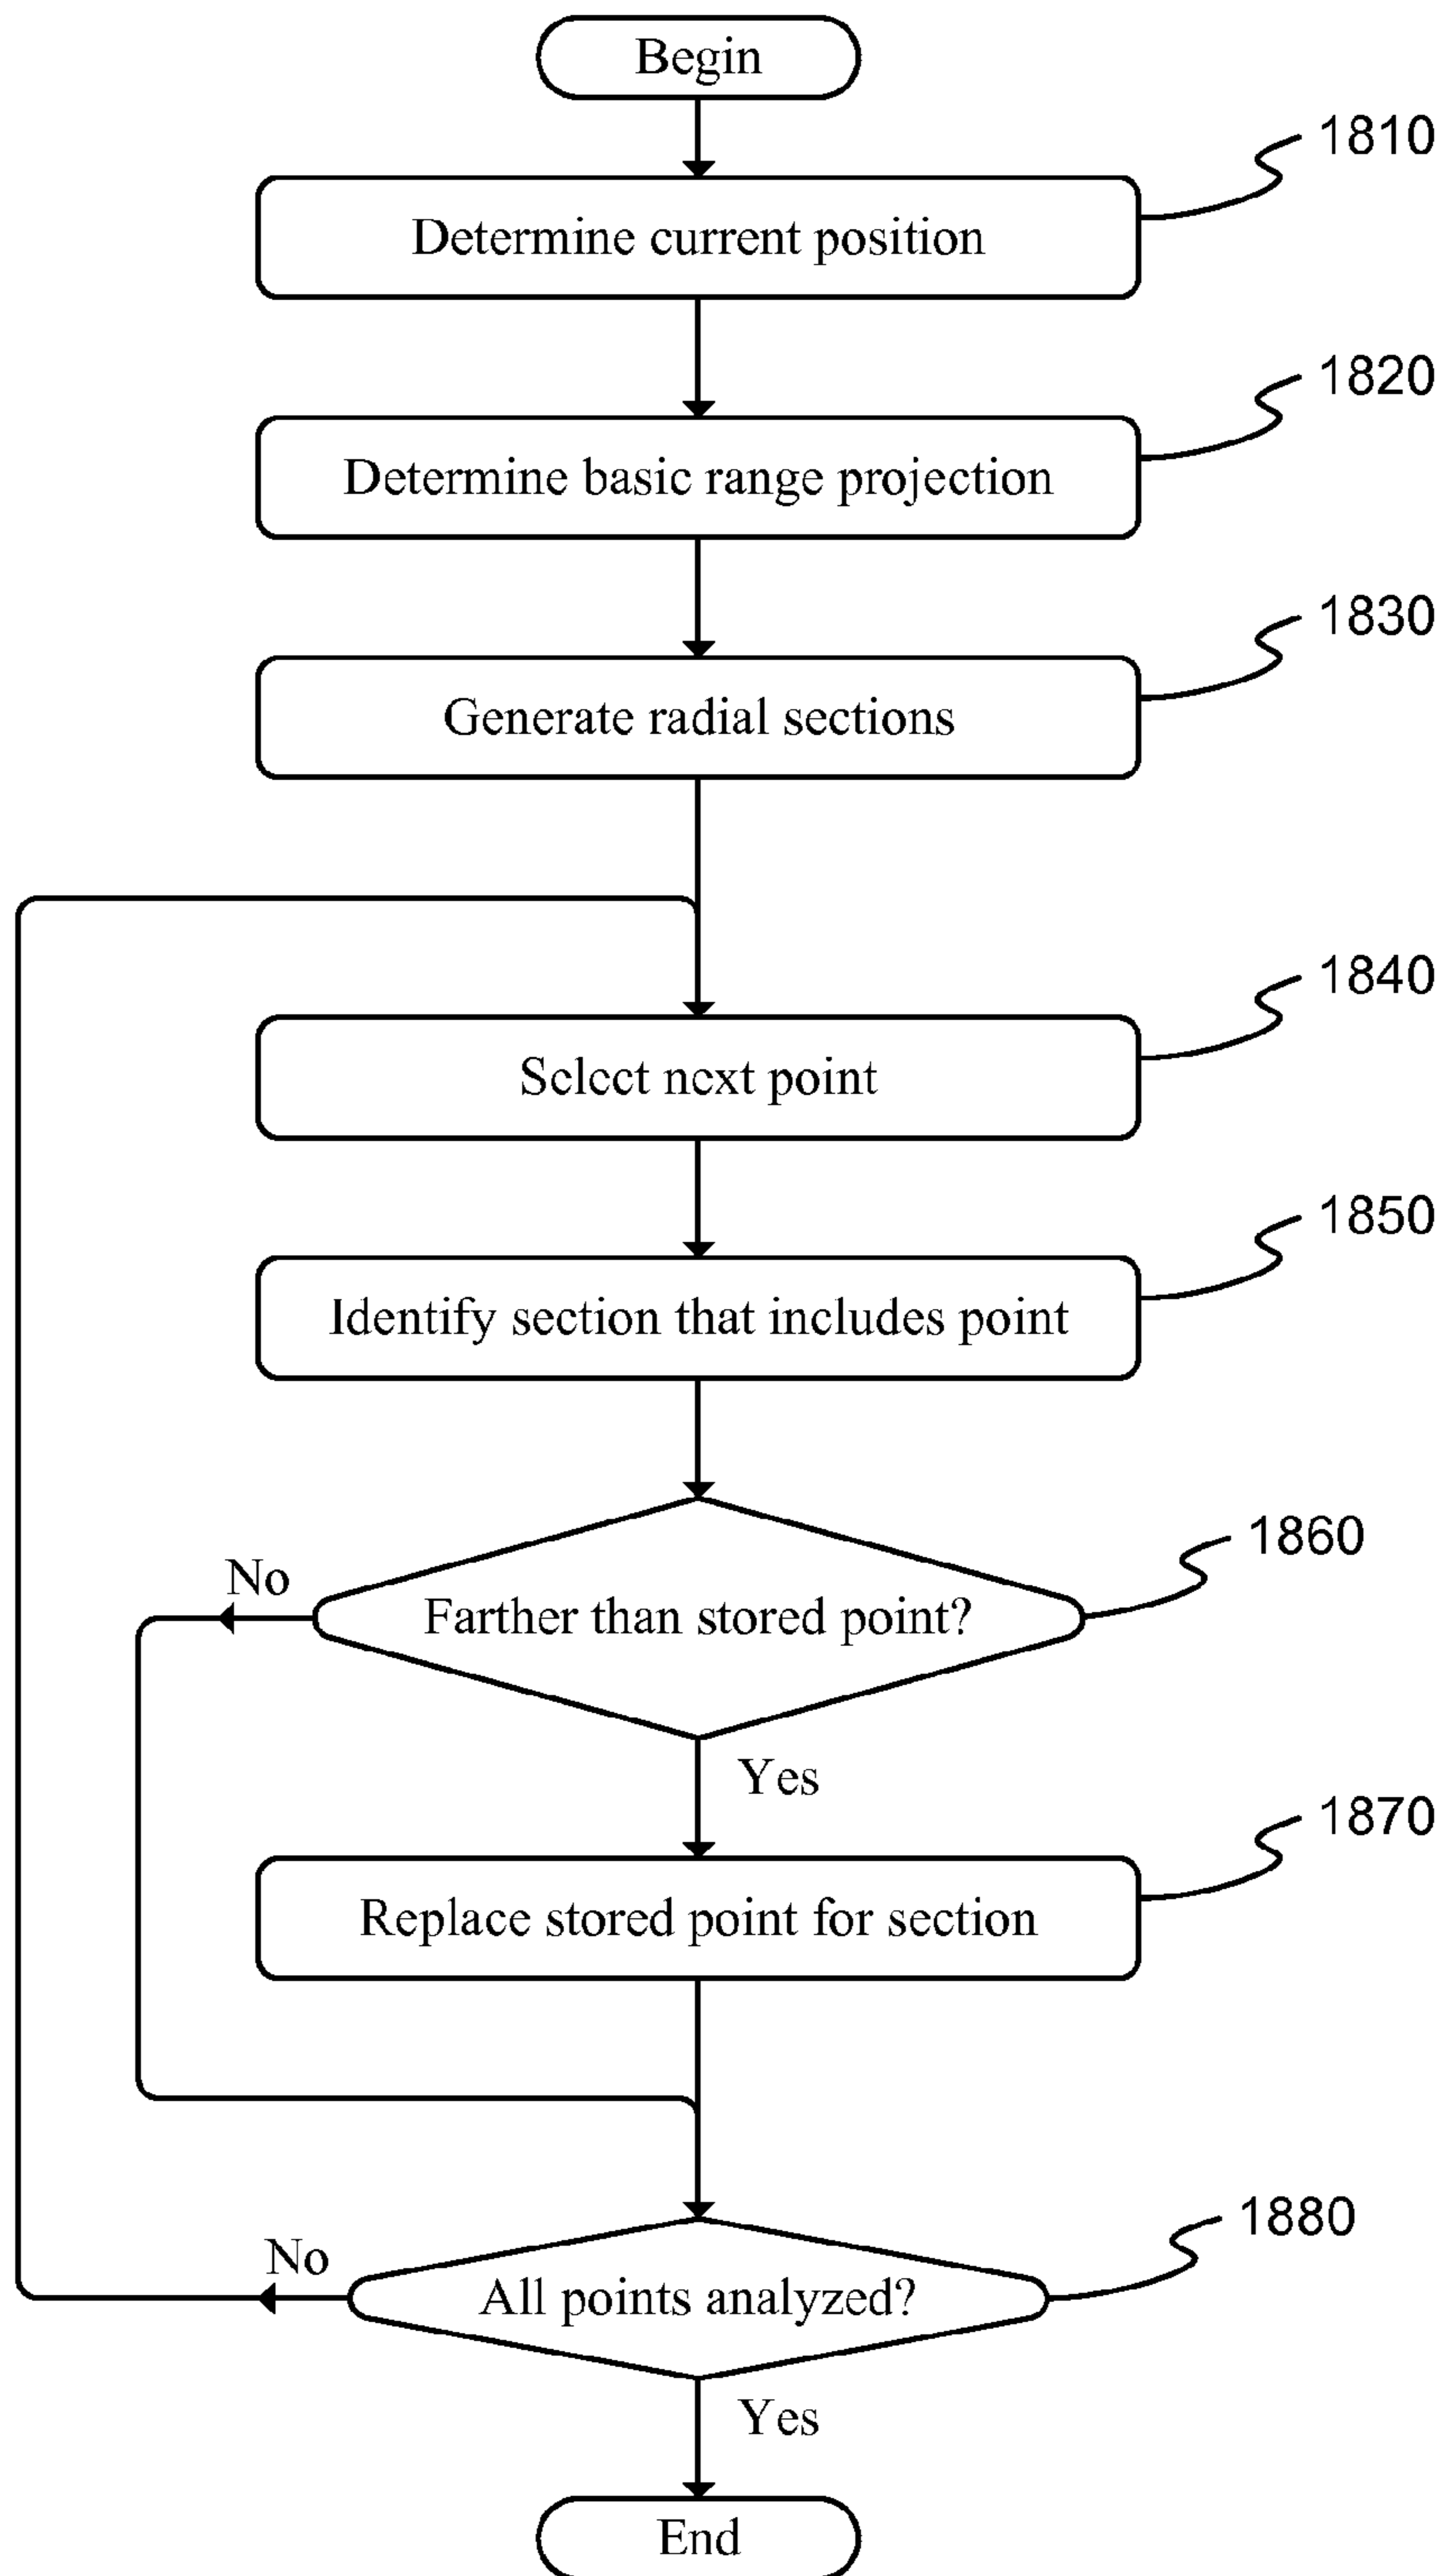 Begin
1810
Determine current position
1820
Determine basic range projection
1830
Generate radial sections
1840
Select next point
1850
Identify section that includes point
1860
No
Farther than stored point?
Yes
1870
Replace stored point for section
1880
No
All points analyzed?
Yes
End